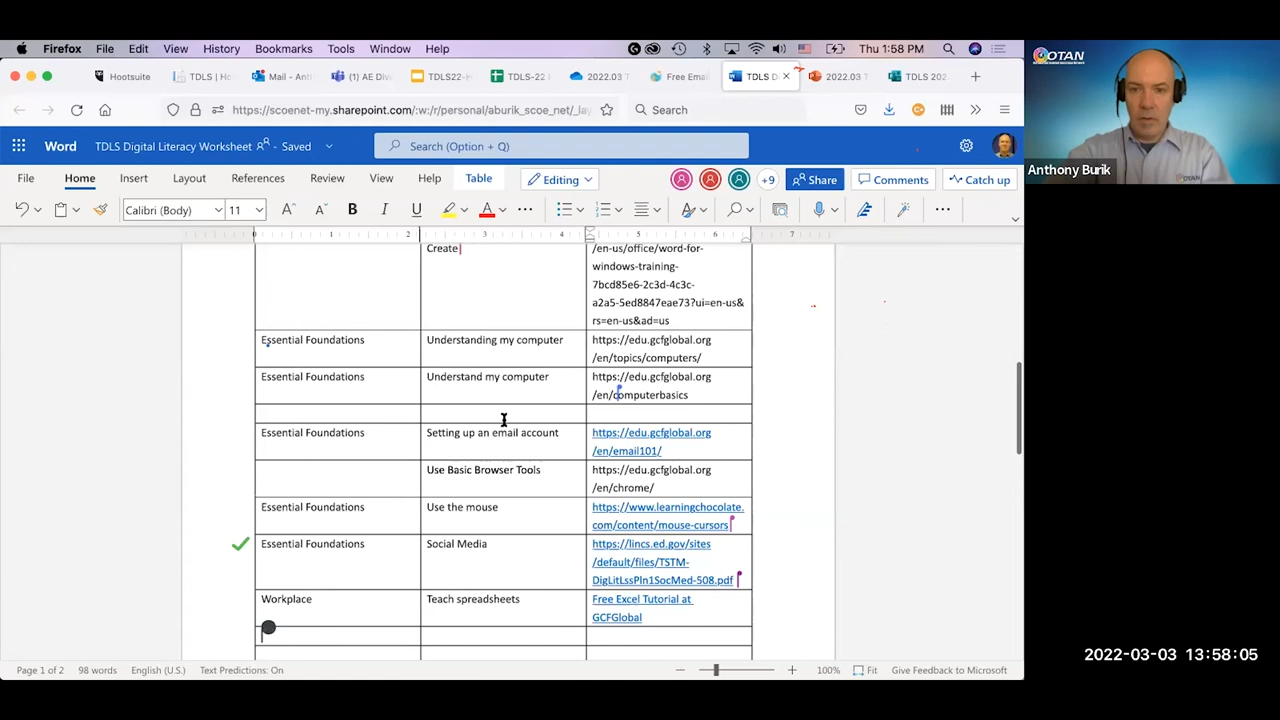 Firefox File Edit View History Bookmarks Tools Window Help Thu 1:58 PM
Hootsuite TDLS | Ho Mail - Anth AE Div TDLS22-H TDLS-22 2022.03 T Free Email TDLS D 2022.03 T TDLS 202
https://scoenet-my.sharepoint.com/:w:/r/personal/aburik_scoe_net/_lay Search
Word TDLS Digital Literacy Worksheet - Saved Search (Option + Q)
File Home Insert Layout References Review View Help Table Editing +9 Share Comments Catch up
Calibri (Body) 11 A A B I U A
1 2 3 4 5 6 7
Create /en-us/office/word-for-
windows-training-
7bcd85e6-2c3d-4c3c-
a2a5-5ed8847eae73?ui=en-us&
rs=en-us&ad=us
Essential Foundations Understanding my computer https://edu.gcfglobal.org
/en/topics/computers/
Essential Foundations Understand my computer https://edu.gcfglobal.org
/en/computerbasics
Essential Foundations Setting up an email account https://edu.gcfglobal.org
/en/email101/
Use Basic Browser Tools https://edu.gcfglobal.org
/en/chrome/
Essential Foundations Use the mouse https://www.learningchocolate.
com/content/mouse-cursors
Essential Foundations Social Media https://lincs.ed.gov/sites
/default/files/TSTM-
DigLitLssPln1SocMed-508.pdf
Workplace Teach spreadsheets Free Excel Tutorial at
GCFGlobal
Page 1 of 2 98 words English (U.S.) Text Predictions: On 100% Fit Give Feedback to Microsoft
OTAN
OTAN
Anthony Burik
2022-03-03 13:58:05